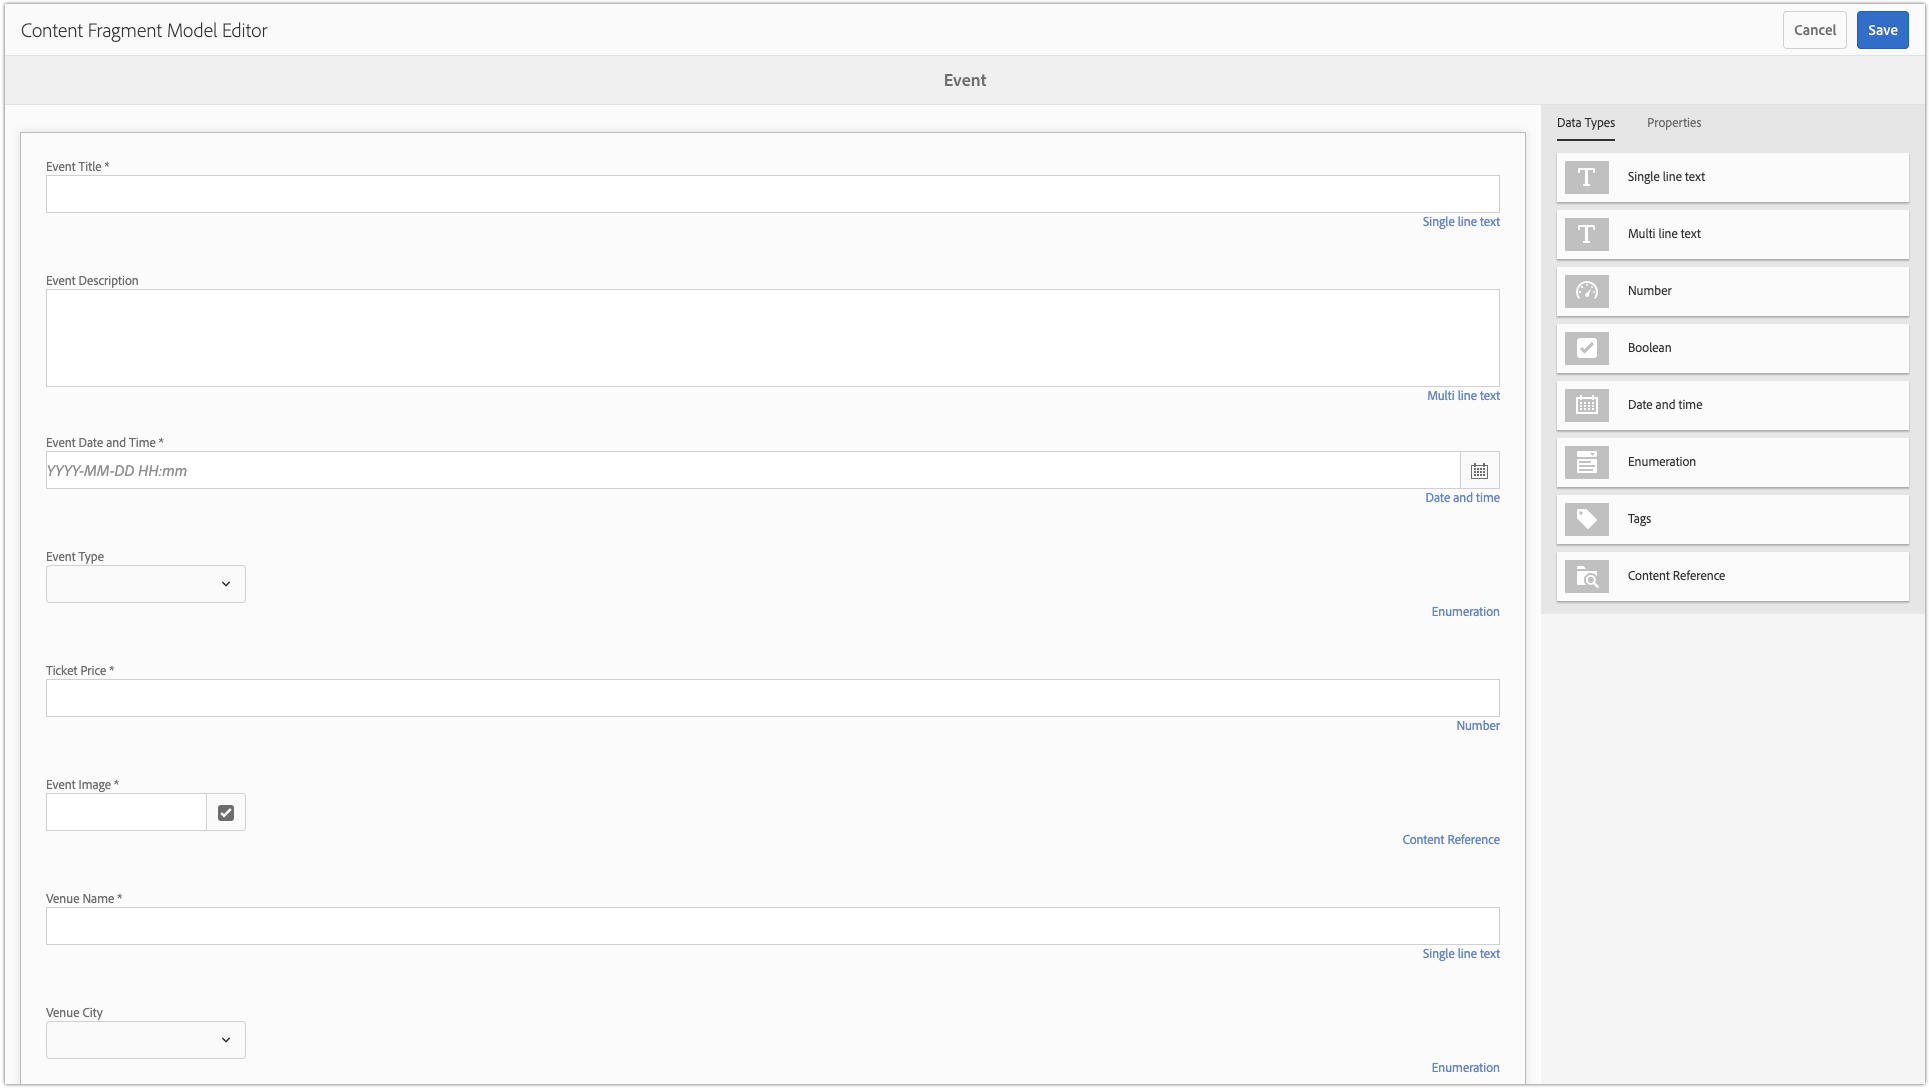 Content Fragment Model Editor
Cancel
Save
Event
Event Title *
Single line text
Event Description
Multi line text
Event Date and Time *
YYYY-MM-DD HH:mm
Date and time
Event Type
Enumeration
Ticket Price *
Number
Event Image *
Content Reference
Venue Name *
Single line text
Venue City
Enumeration
Data Types
Properties
Single line text
Multi line text
Number
Boolean
Date and time
Enumeration
Tags
Content Reference